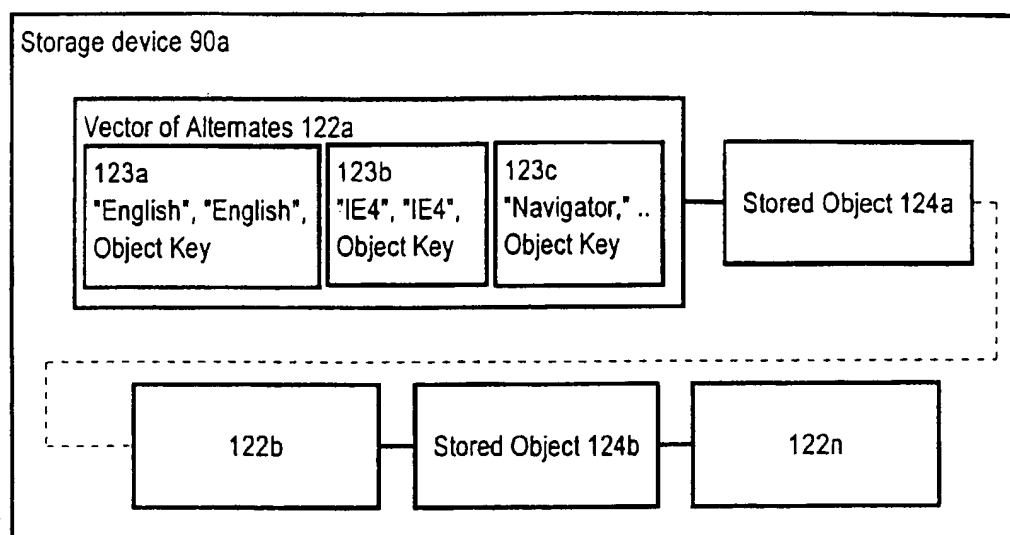 Storage device 90a
Vector of Alternates 122a
123a
"English", "English",
Object Key
123b
"IE4", "IE4",
Object Key
123c
"Navigator," ..
Object Key
Stored Object 124a
122b
Stored Object 124b
122n